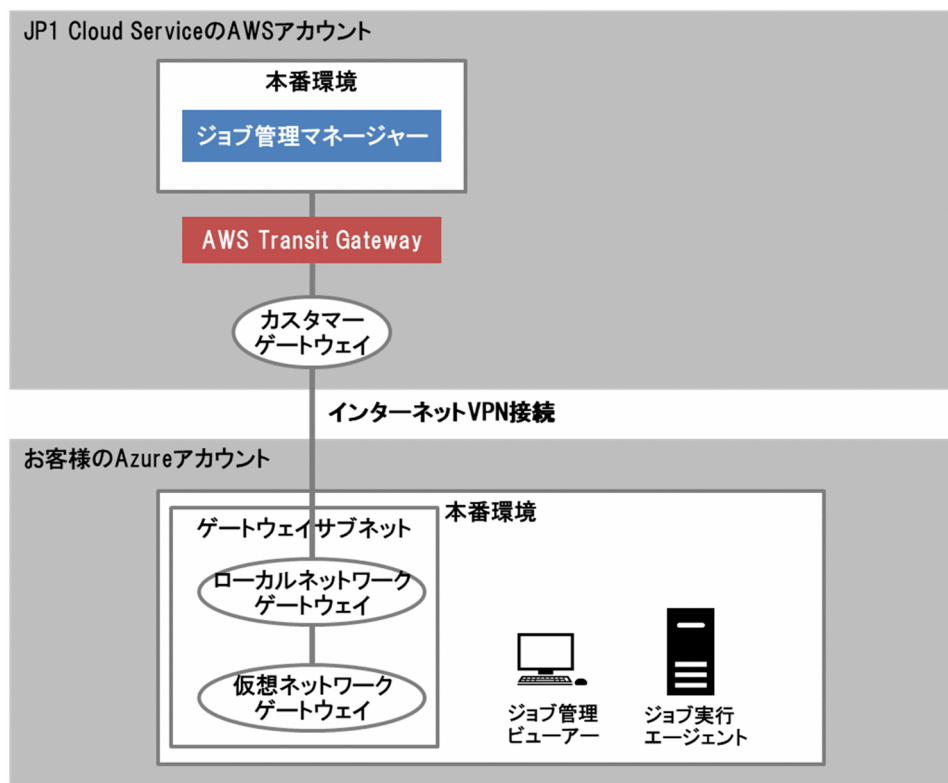 JP1 Cloud ServiceのAWSアカウント
本番環境
ジョブ管理マネージャー
AWS Transit Gateway
カスタマー
ゲートウェイ
インターネットVPN接続
お客様のAzureアカウント
本番環境
ゲートウェイサブネット
ローカルネットワーク
ゲートウェイ
仮想ネットワーク
ゲートウェイ
ジョブ管理
ビューアー
ジョブ実行
エージェント